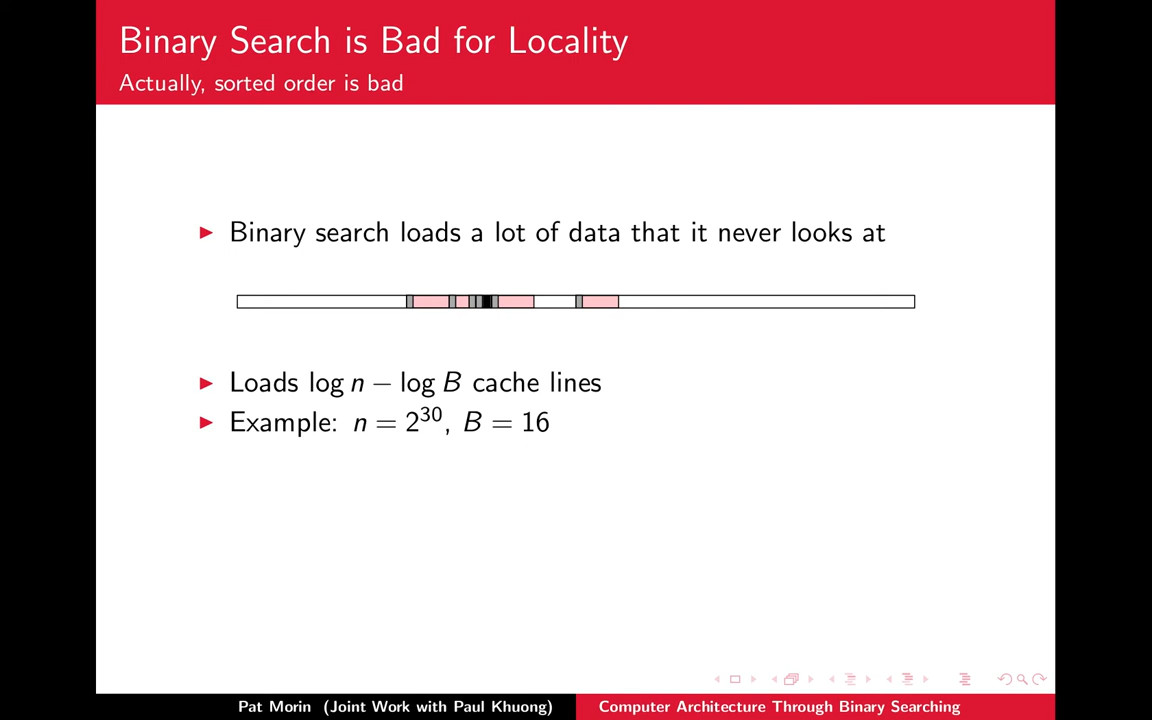 Binary Search is Bad for Locality
Actually, sorted order is bad
▶ Binary search loads a lot of data that it never looks at
▶ Loads log n − log B cache lines
▶ Example: n = 2³⁰, B = 16
Pat Morin (Joint Work with Paul Khuong) Computer Architecture Through Binary Searching